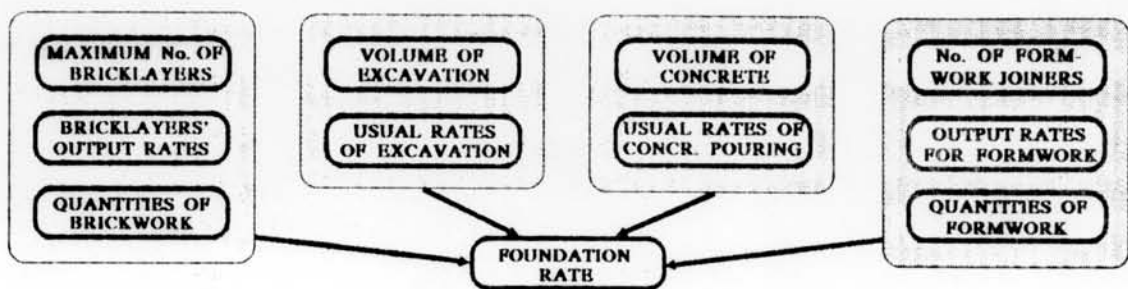 MAXIMUM No. OF
BRICKLAYERS
BRICKLAYERS'
OUTPUT RATES
QUANTITIES OF
BRICKWORK
VOLUME OF
EXCAVATION
USUAL RATES
OF EXCAVATION
VOLUME OF
CONCRETE
USUAL RATES OF
CONCR. POURING
No. OF FORM-
WORK JOINERS
OUTPUT RATES
FOR FORMWORK
QUANTITIES OF
FORMWORK
FOUNDATION
RATE